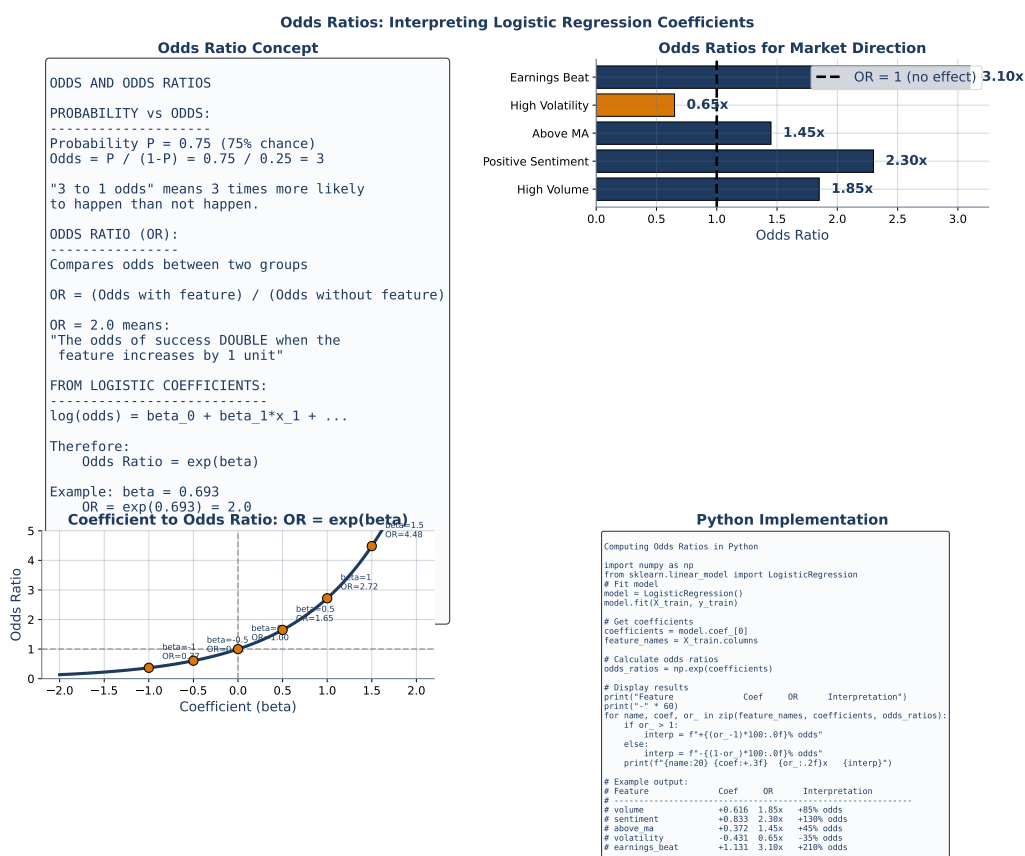 Odds Ratios: Interpreting Logistic Regression Coefficients
Odds Ratio Concept
ODDS AND ODDS RATIOS
PROBABILITY vs ODDS:
--------------------
Probability P = 0.75 (75% chance)
Odds = P / (1-P) = 0.75 / 0.25 = 3
"3 to 1 odds" means 3 times more likely
to happen than not happen.
ODDS RATIO (OR):
----------------
Compares odds between two groups
OR = (Odds with feature) / (Odds without feature)
OR = 2.0 means:
"The odds of success DOUBLE when the
feature increases by 1 unit"
FROM LOGISTIC COEFFICIENTS:
---------------------------
log(odds) = beta_0 + beta_1*x_1 + ...
Therefore:
Odds Ratio = exp(beta)
Example: beta = 0.693
OR = exp(0.693) = 2.0
Odds Ratios for Market Direction
Earnings Beat
OR = 1 (no effect)
3.10x
High Volatility
0.65x
Above MA
1.45x
Positive Sentiment
2.30x
High Volume
1.85x
0.0 0.5 1.0 1.5 2.0 2.5 3.0
Odds Ratio
Coefficient to Odds Ratio: OR = exp(beta)
Odds Ratio
5
4
3
2
1
0
beta=1.5
OR=4.48
beta=1
OR=2.72
beta=0.5
OR=1.65
OR=1.00
beta=-0.5
beta=-1
OR=0.37
−2.0 −1.5 −1.0 −0.5 0.0 0.5 1.0 1.5 2.0
Coefficient (beta)
Python Implementation
Computing Odds Ratios in Python
import numpy as np
from sklearn.linear_model import LogisticRegression
# Fit model
model = LogisticRegression()
model.fit(X_train, y_train)
# Get coefficients
coefficients = model.coef_[0]
feature_names = X_train.columns
# Calculate odds ratios
odds_ratios = np.exp(coefficients)
# Display results
print("Feature Coef OR Interpretation")
print("-" * 60)
for name, coef, or_ in zip(feature_names, coefficients, odds_ratios):
if or_ > 1:
interp = f"+{(or_-1)*100:.0f}% odds"
else:
interp = f"-{(1-or_)*100:.0f}% odds"
print(f"{name:20} {coef:+.3f} {or_:.2f}x {interp}")
# Example output:
# Feature Coef OR Interpretation
# ------------------------------------------------------------
# volume +0.616 1.85x +85% odds
# sentiment +0.833 2.30x +130% odds
# above_ma +0.372 1.45x +45% odds
# volatility -0.431 0.65x -35% odds
# earnings_beat +1.131 3.10x +210% odds